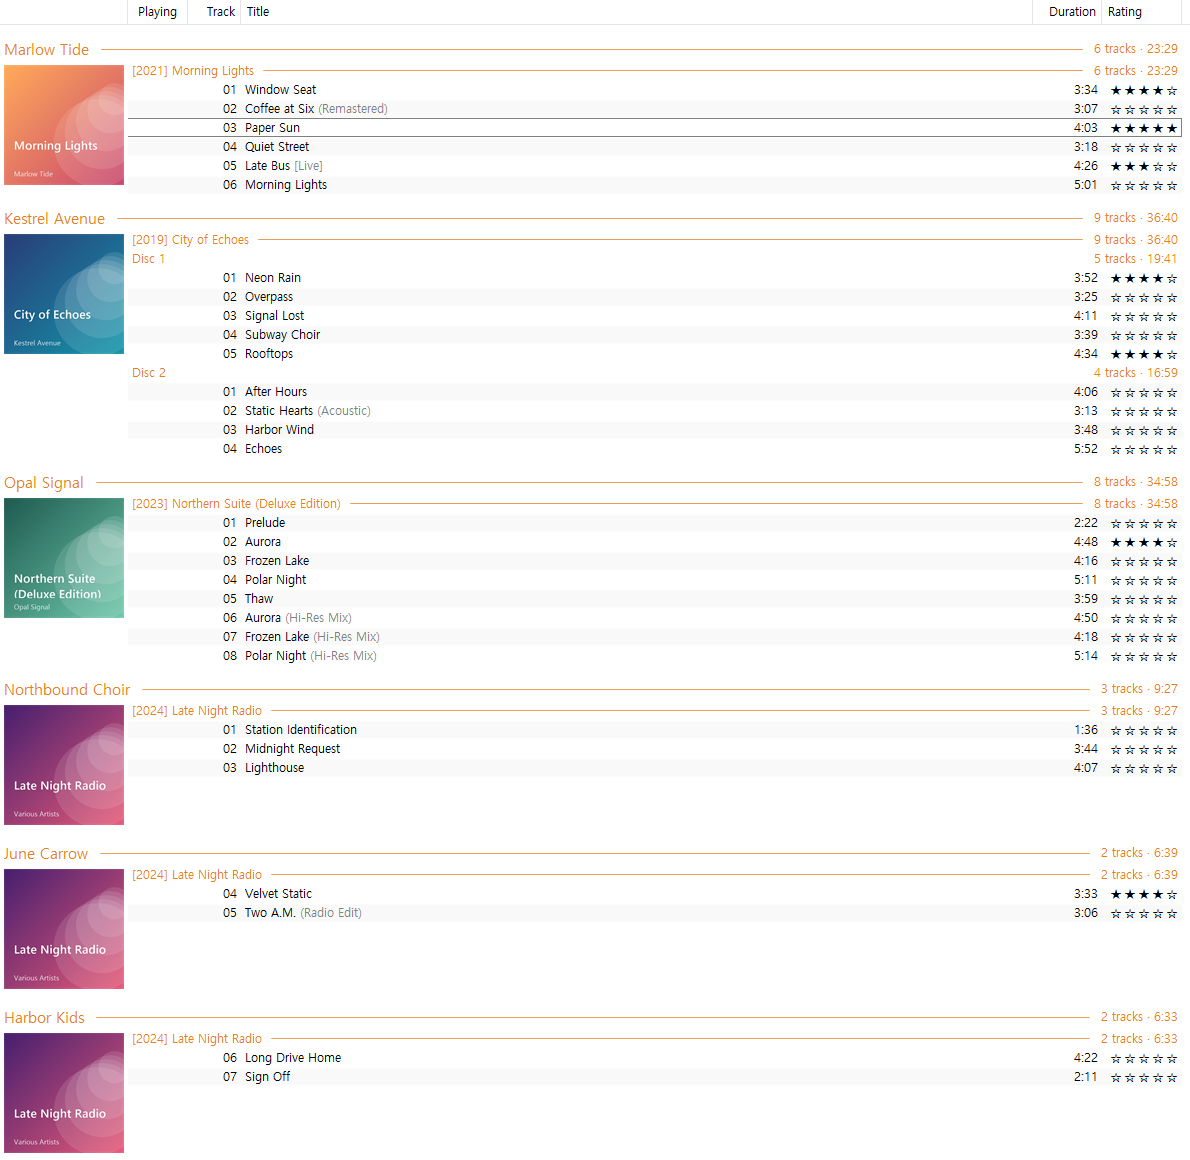 Playing Track Title Duration Rating
Marlow Tide 6 tracks · 23:29
[2021] Morning Lights 6 tracks · 23:29
01 Window Seat 3:34 ★★★★☆
02 Coffee at Six (Remastered) 3:07 ☆☆☆☆☆
03 Paper Sun 4:03 ★★★★★
04 Quiet Street 3:18 ☆☆☆☆☆
05 Late Bus [Live] 4:26 ★★★☆☆
06 Morning Lights 5:01 ☆☆☆☆☆
Morning Lights
Marlow Tide
Kestrel Avenue 9 tracks · 36:40
[2019] City of Echoes 9 tracks · 36:40
Disc 1 5 tracks · 19:41
01 Neon Rain 3:52 ★★★★☆
02 Overpass 3:25 ☆☆☆☆☆
03 Signal Lost 4:11 ☆☆☆☆☆
04 Subway Choir 3:39 ☆☆☆☆☆
05 Rooftops 4:34 ★★★★☆
City of Echoes
Kestrel Avenue
Disc 2 4 tracks · 16:59
01 After Hours 4:06 ☆☆☆☆☆
02 Static Hearts (Acoustic) 3:13 ☆☆☆☆☆
03 Harbor Wind 3:48 ☆☆☆☆☆
04 Echoes 5:52 ☆☆☆☆☆
Opal Signal 8 tracks · 34:58
[2023] Northern Suite (Deluxe Edition) 8 tracks · 34:58
01 Prelude 2:22 ☆☆☆☆☆
02 Aurora 4:48 ★★★★☆
03 Frozen Lake 4:16 ☆☆☆☆☆
04 Polar Night 5:11 ☆☆☆☆☆
05 Thaw 3:59 ☆☆☆☆☆
06 Aurora (Hi-Res Mix) 4:50 ☆☆☆☆☆
07 Frozen Lake (Hi-Res Mix) 4:18 ☆☆☆☆☆
08 Polar Night (Hi-Res Mix) 5:14 ☆☆☆☆☆
Northern Suite
(Deluxe Edition)
Opal Signal
Northbound Choir 3 tracks · 9:27
[2024] Late Night Radio 3 tracks · 9:27
01 Station Identification 1:36 ☆☆☆☆☆
02 Midnight Request 3:44 ☆☆☆☆☆
03 Lighthouse 4:07 ☆☆☆☆☆
Late Night Radio
Various Artists
June Carrow 2 tracks · 6:39
[2024] Late Night Radio 2 tracks · 6:39
04 Velvet Static 3:33 ★★★★☆
05 Two A.M. (Radio Edit) 3:06 ☆☆☆☆☆
Late Night Radio
Various Artists
Harbor Kids 2 tracks · 6:33
[2024] Late Night Radio 2 tracks · 6:33
06 Long Drive Home 4:22 ☆☆☆☆☆
07 Sign Off 2:11 ☆☆☆☆☆
Late Night Radio
Various Artists